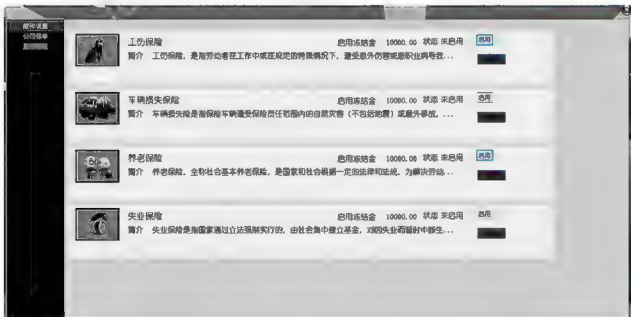 公司保单
工伤保险 启用冻结金 10000.00 状态 未启用 启用
简介 工伤保险，是指劳动者在工作中或在规定的特殊情况下，遭受意外伤害或患职业病导致...
车辆损失保险 启用冻结金 10000.00 状态 未启用 启用
简介 车辆损失险是指保险车辆遭受保险责任范围内的自然灾害（不包括地震）或意外事故，...
养老保险 启用冻结金 10000.00 状态 未启用 启用
简介 养老保险，全称社会基本养老保险，是国家和社会根据一定的法律和法规，为解决劳动...
失业保险 启用冻结金 10000.00 状态 未启用 启用
简介 失业保险是指国家通过立法强制实行的，由社会集中建立基金，对因失业而暂时中断生...